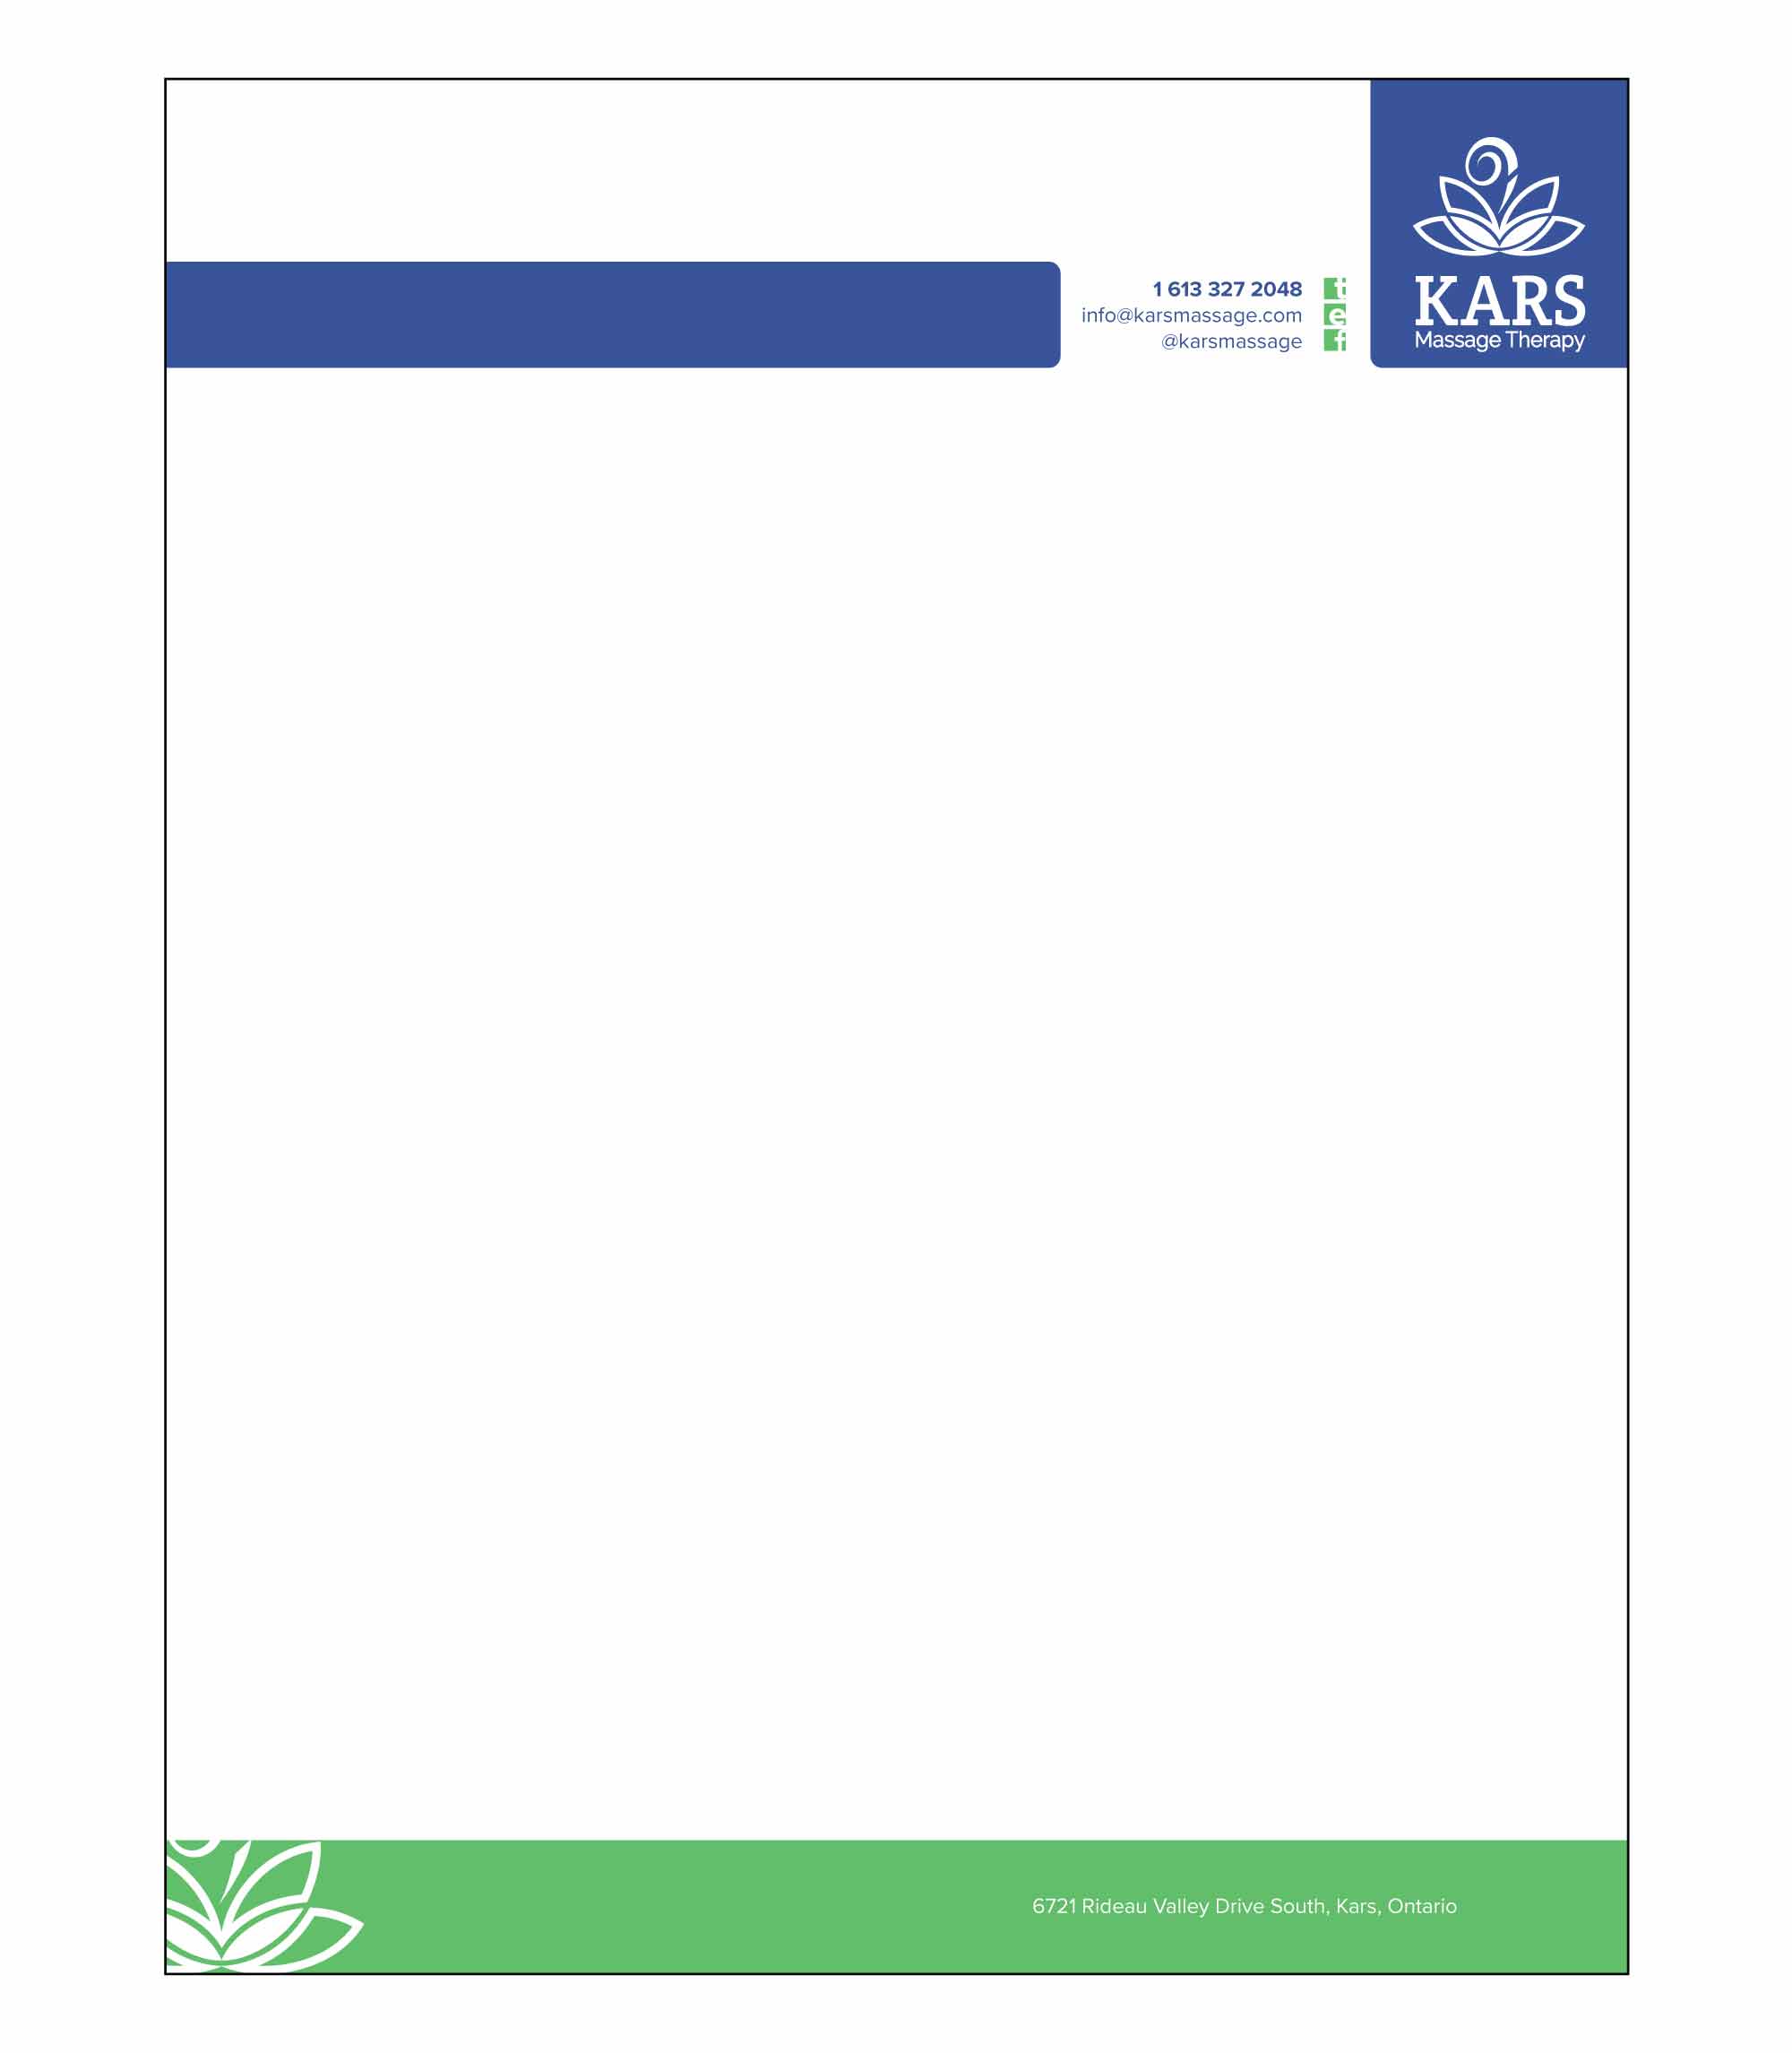 1 613 327 2048 t
info@karsmassage.com e
@karsmassage f
KARS
Massage Therapy
6721 Rideau Valley Drive South, Kars, Ontario